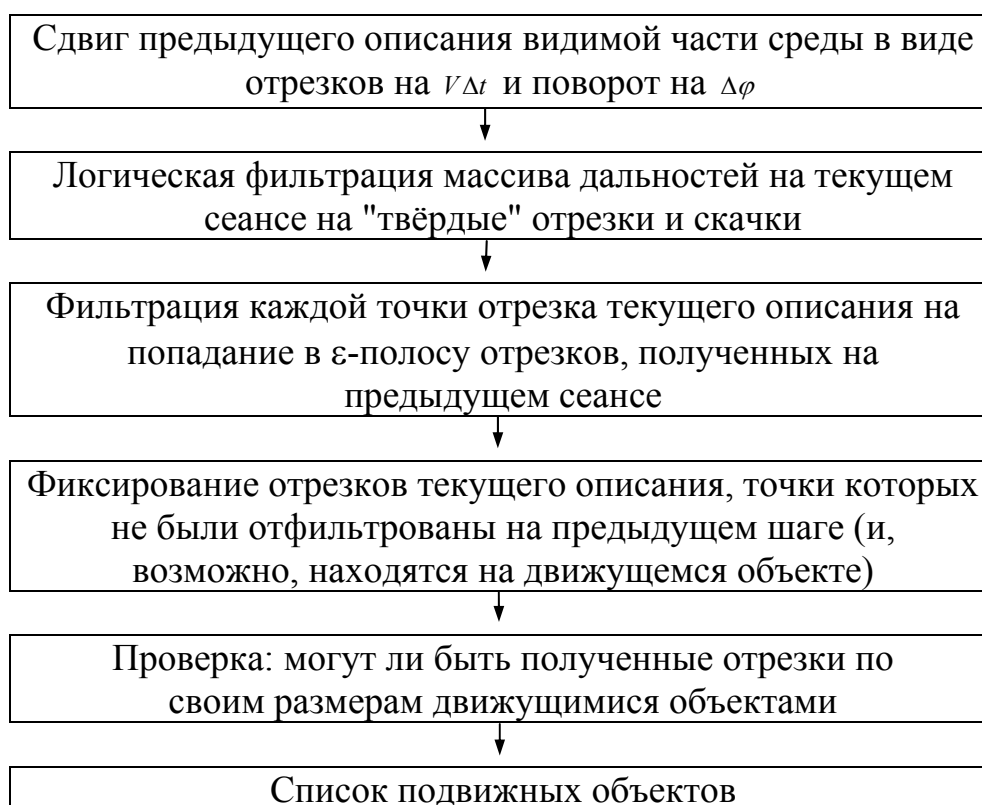 Сдвиг предыдущего описания видимой части среды в виде
отрезков на VΔt и поворот на Δφ
Логическая фильтрация массива дальностей на текущем
сеансе на "твёрдые" отрезки и скачки
Фильтрация каждой точки отрезка текущего описания на
попадание в ε-полосу отрезков, полученных на
предыдущем сеансе
Фиксирование отрезков текущего описания, точки которых
не были отфильтрованы на предыдущем шаге (и,
возможно, находятся на движущемся объекте)
Проверка: могут ли быть полученные отрезки по
своим размерам движущимися объектами
Список подвижных объектов